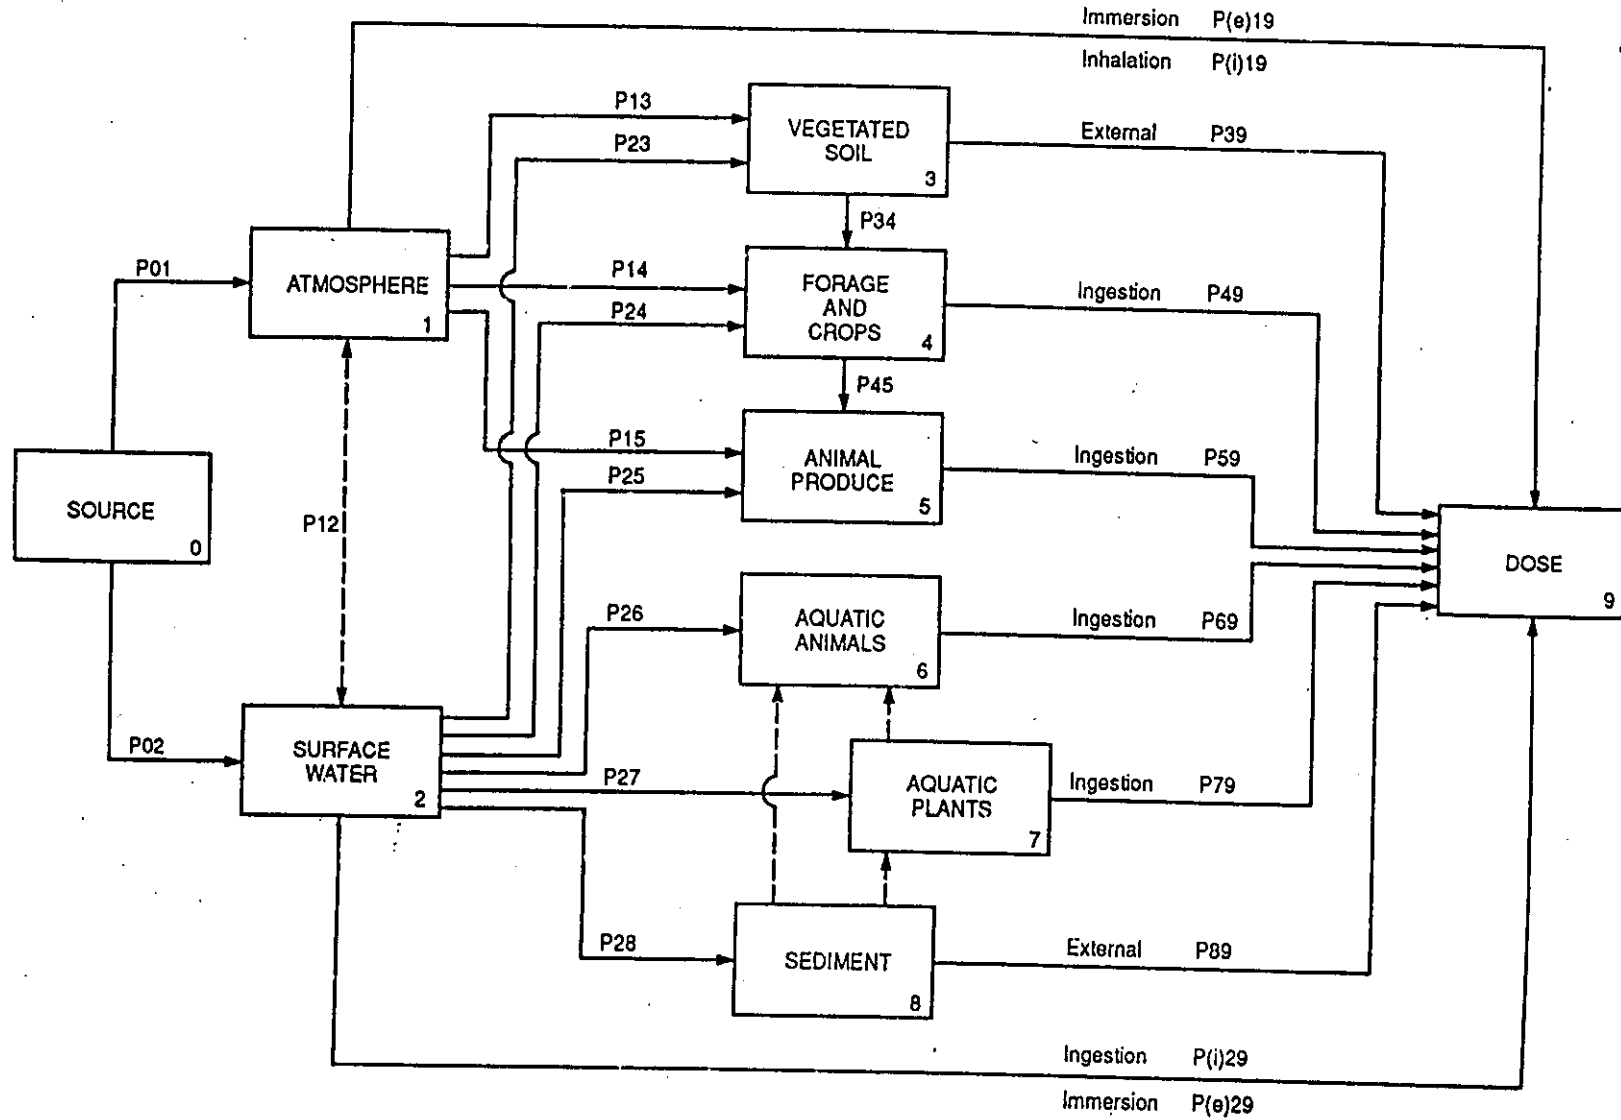 Immersion P(e)19
Inhalation P(i)19
P13
P23
VEGETATED
SOIL
3
External P39
P34
P01
ATMOSPHERE
1
P14
P24
FORAGE
AND
CROPS
4
Ingestion P49
P45
P15
P25
ANIMAL
PRODUCE
5
Ingestion P59
SOURCE
0
P12
DOSE
9
P26
AQUATIC
ANIMALS
6
Ingestion P69
P02
SURFACE
WATER
2
P27
AQUATIC
PLANTS
7
Ingestion P79
P28
SEDIMENT
8
External P89
Ingestion P(i)29
Immersion P(e)29